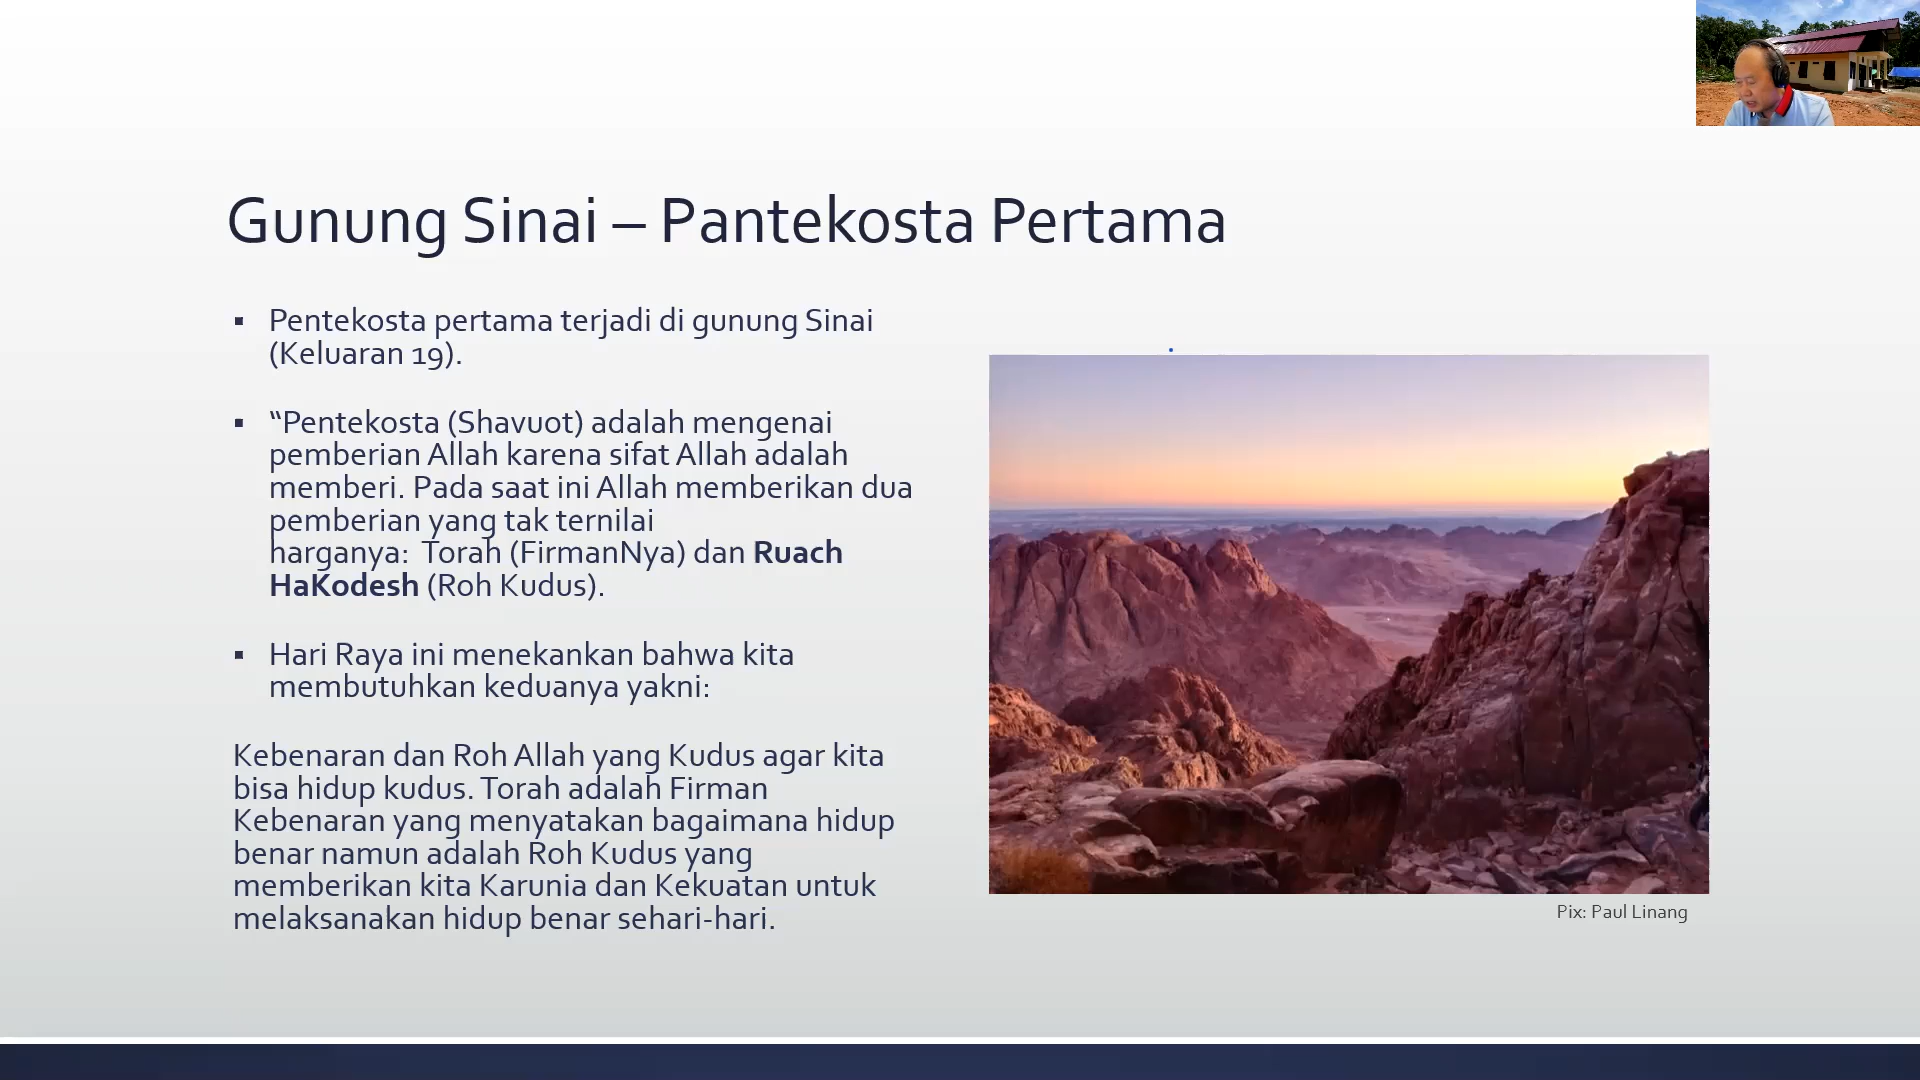 Gunung Sinai – Pantekosta Pertama
▪ Pentekosta pertama terjadi di gunung Sinai
(Keluaran 19).
▪ “Pentekosta (Shavuot) adalah mengenai
pemberian Allah karena sifat Allah adalah
memberi. Pada saat ini Allah memberikan dua
pemberian yang tak ternilai
harganya:  Torah (FirmanNya) dan Ruach
HaKodesh (Roh Kudus).
▪ Hari Raya ini menekankan bahwa kita
membutuhkan keduanya yakni:
Kebenaran dan Roh Allah yang Kudus agar kita
bisa hidup kudus. Torah adalah Firman
Kebenaran yang menyatakan bagaimana hidup
benar namun adalah Roh Kudus yang
memberikan kita Karunia dan Kekuatan untuk
melaksanakan hidup benar sehari-hari.
Pix: Paul Linang